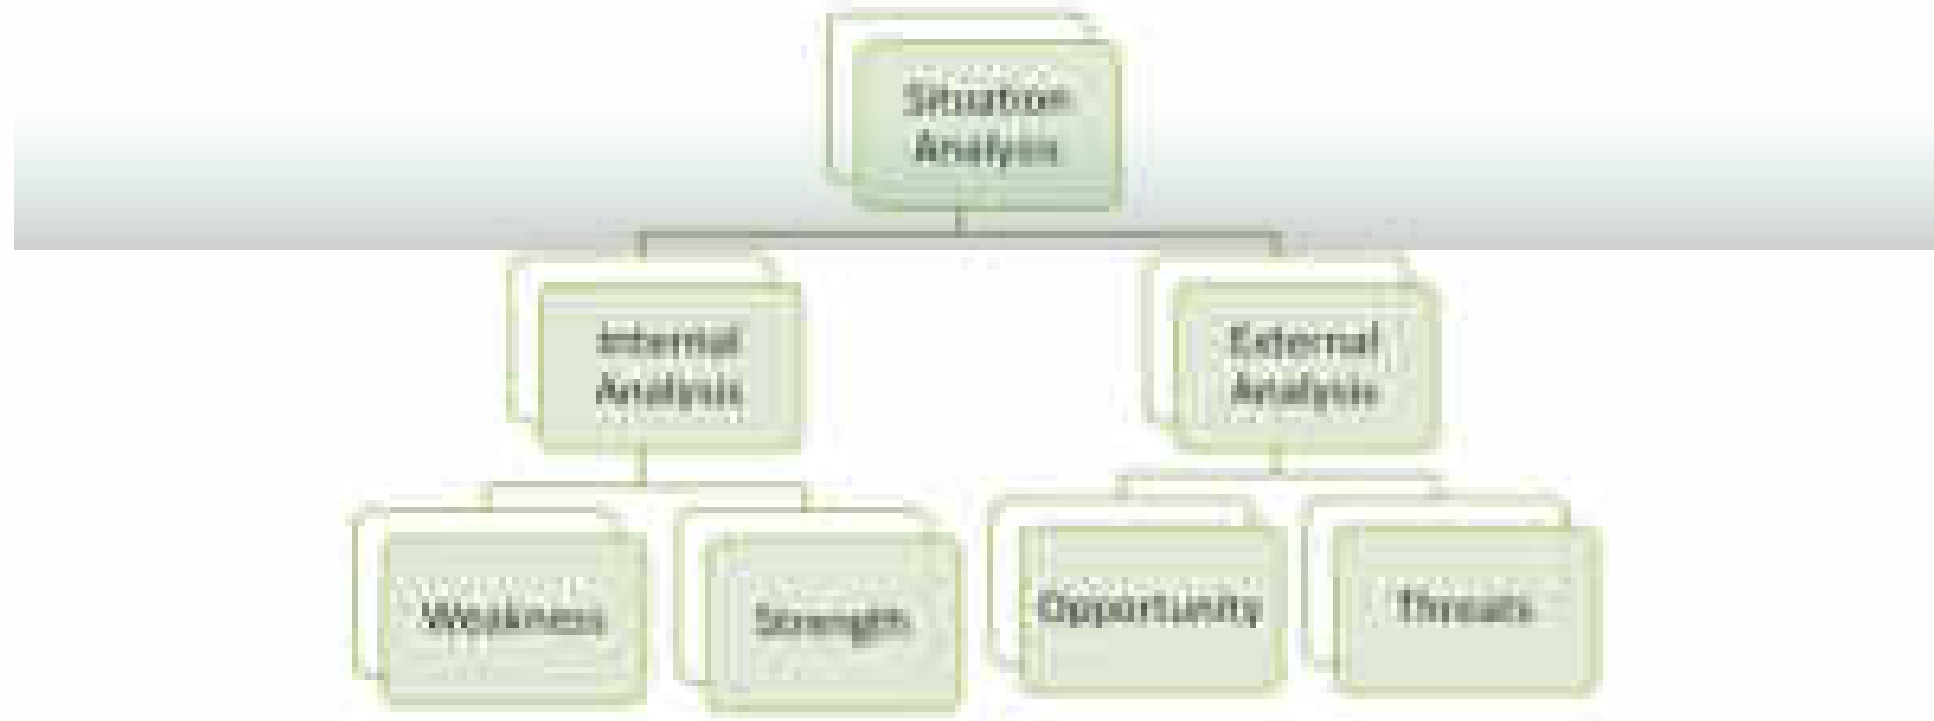 Situation
Analysis
Internal
Analysis
External
Analysis
Weakness
Strength
Opportunity
Threats